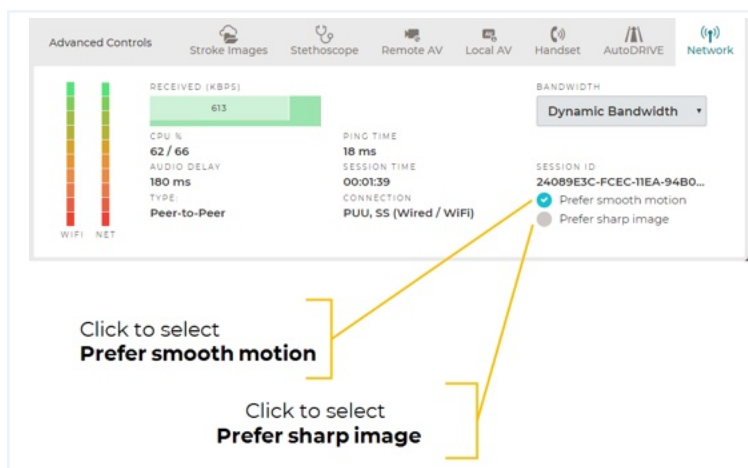 Advanced Controls
Stroke Images
Stethoscope
Remote AV
Local AV
Handset
AutoDRIVE
Network
RECEIVED (KBPS)
613
BANDWIDTH
Dynamic Bandwidth
CPU %
62 / 66
PING TIME
18 ms
AUDIO DELAY
180 ms
SESSION TIME
00:01:39
SESSION ID
24089E3C-FCEC-11EA-94B0...
TYPE:
Peer-to-Peer
CONNECTION
PUU, SS (Wired / WiFi)
Prefer smooth motion
Prefer sharp image
WIFI NET
Click to select
Prefer smooth motion
Click to select
Prefer sharp image